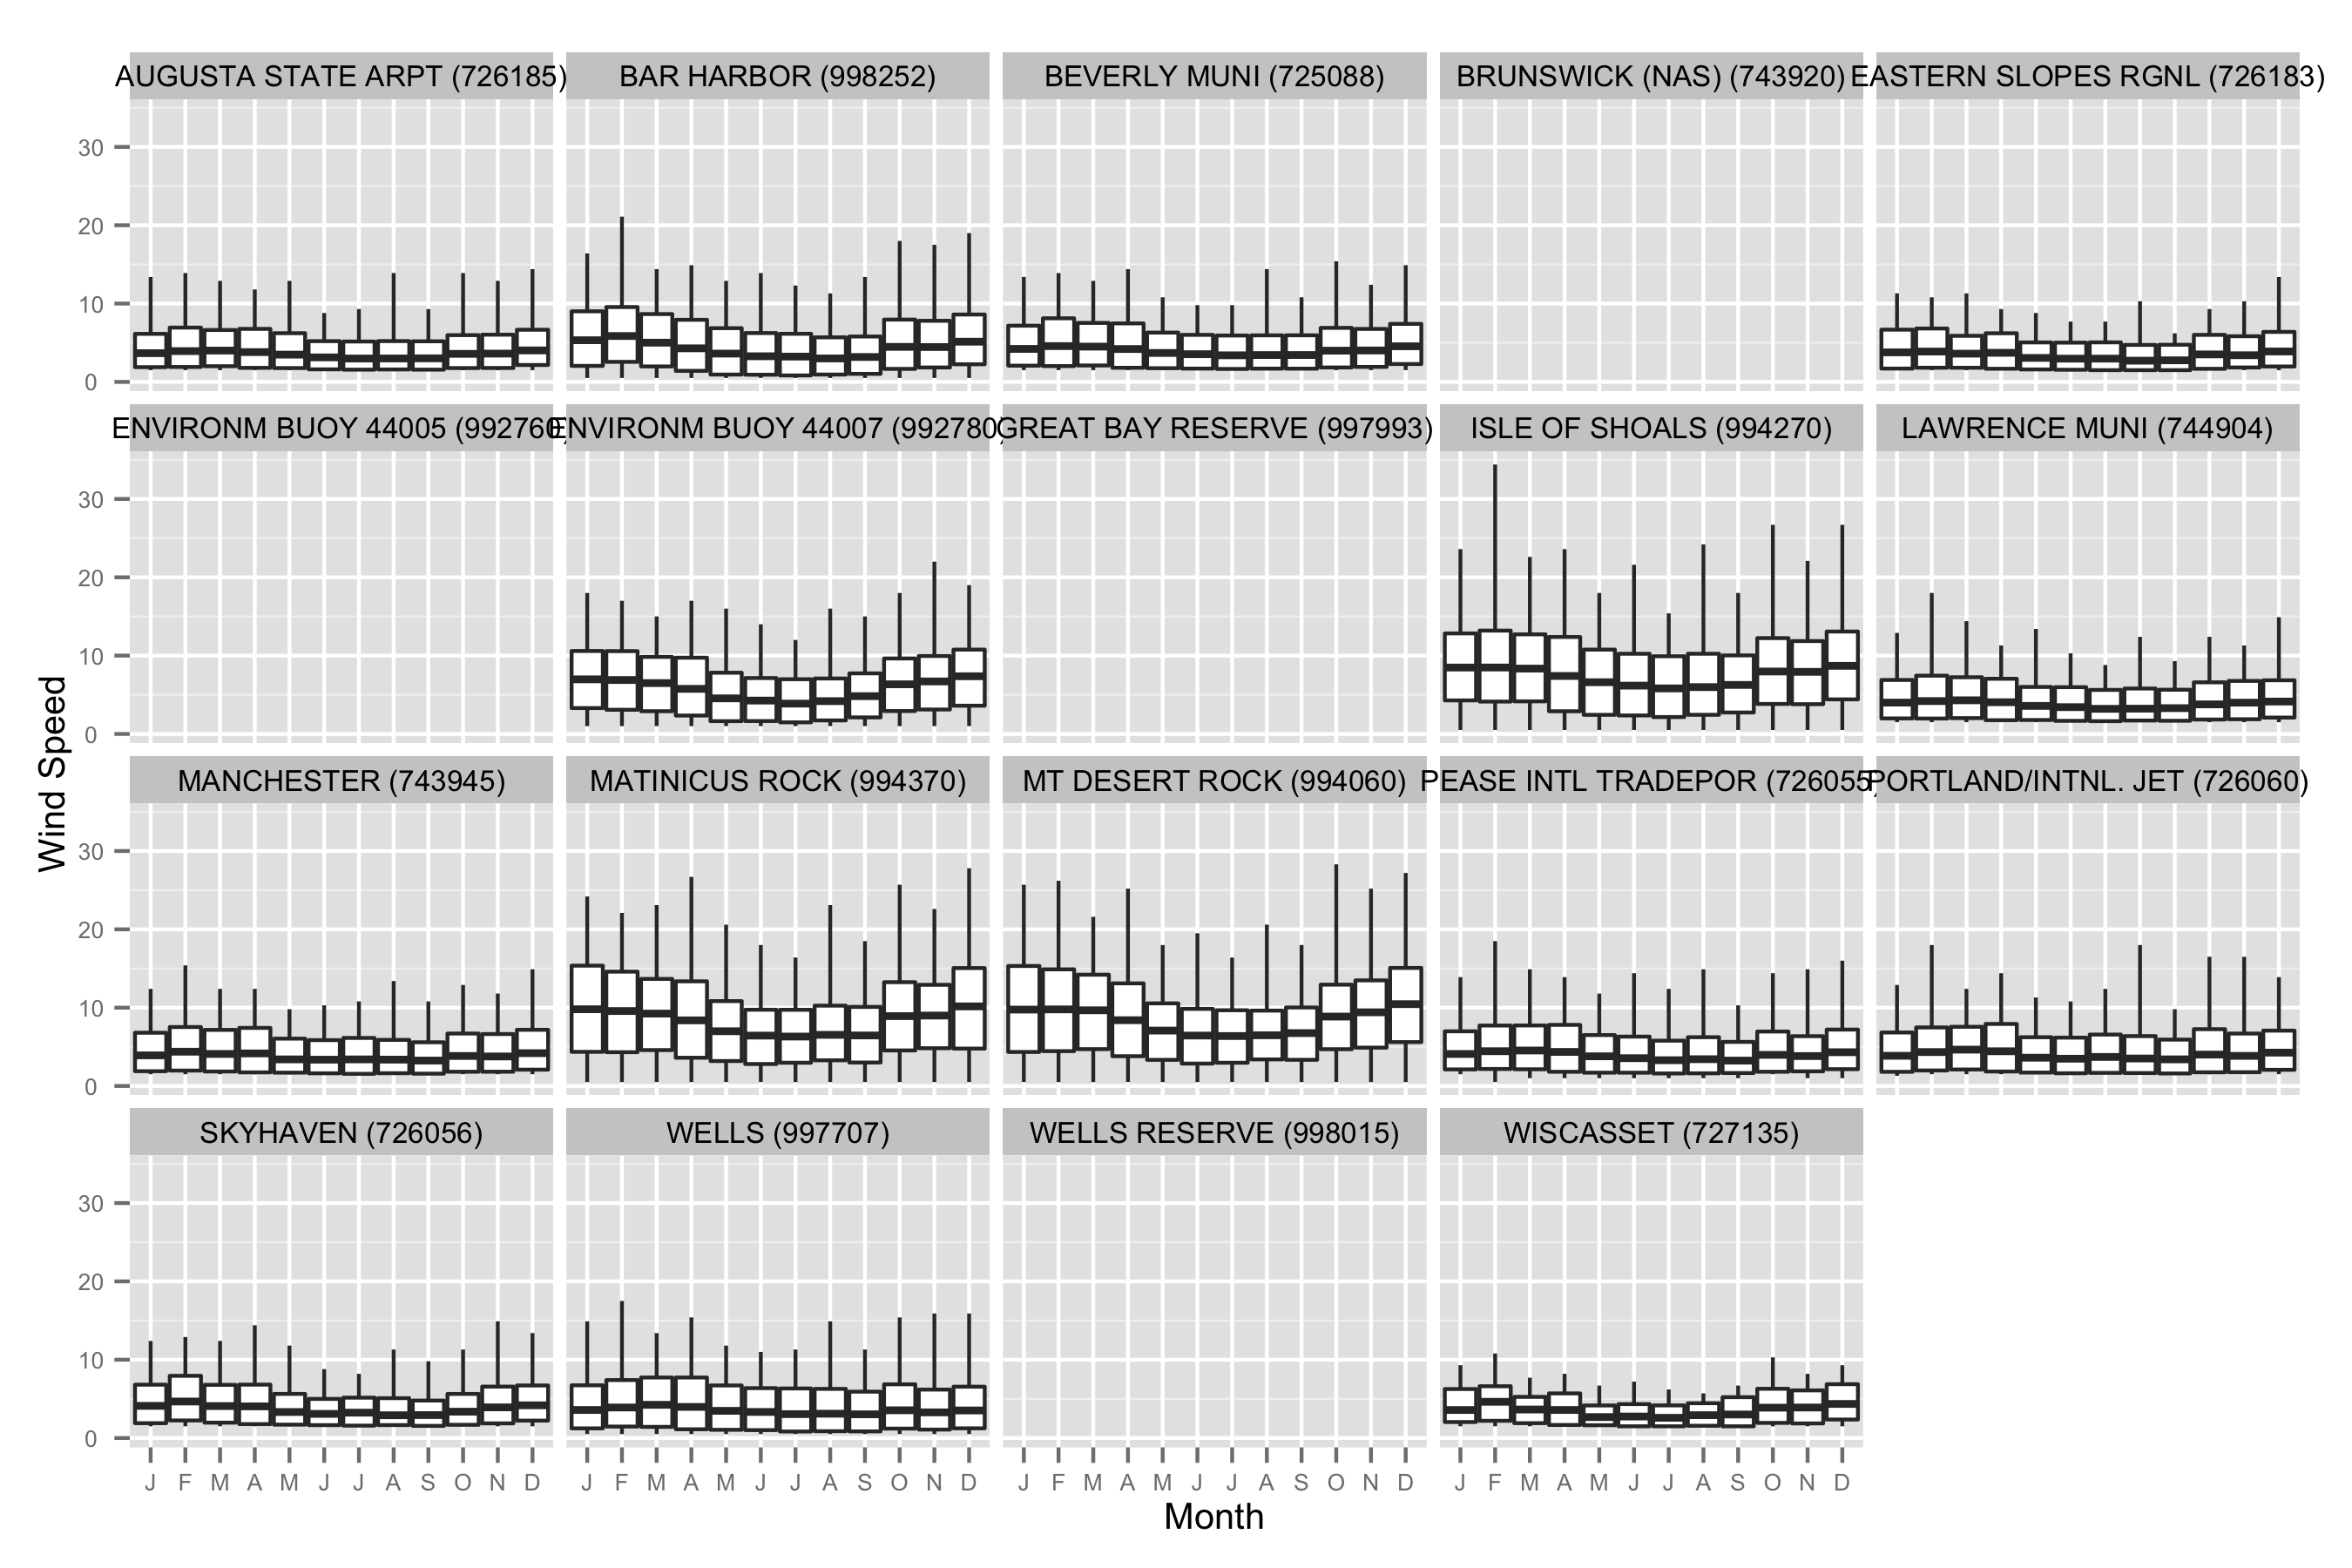 AUGUSTA STATE ARPT (726185)
BAR HARBOR (998252)
BEVERLY MUNI (725088)
BRUNSWICK (NAS) (743920)
EASTERN SLOPES RGNL (726183)
30
20
10
0
ENVIRONM BUOY 44005 (992760)
ENVIRONM BUOY 44007 (992780)
GREAT BAY RESERVE (997993)
ISLE OF SHOALS (994270)
LAWRENCE MUNI (744904)
30
20
10
0
Wind Speed
MANCHESTER (743945)
MATINICUS ROCK (994370)
MT DESERT ROCK (994060)
PEASE INTL TRADEPOR (726055)
PORTLAND/INTNL. JET (726060)
30
20
10
0
SKYHAVEN (726056)
WELLS (997707)
WELLS RESERVE (998015)
WISCASSET (727135)
30
20
10
0
J F M A M J J A S O N D
J F M A M J J A S O N D
J F M A M J J A S O N D
J F M A M J J A S O N D
Month